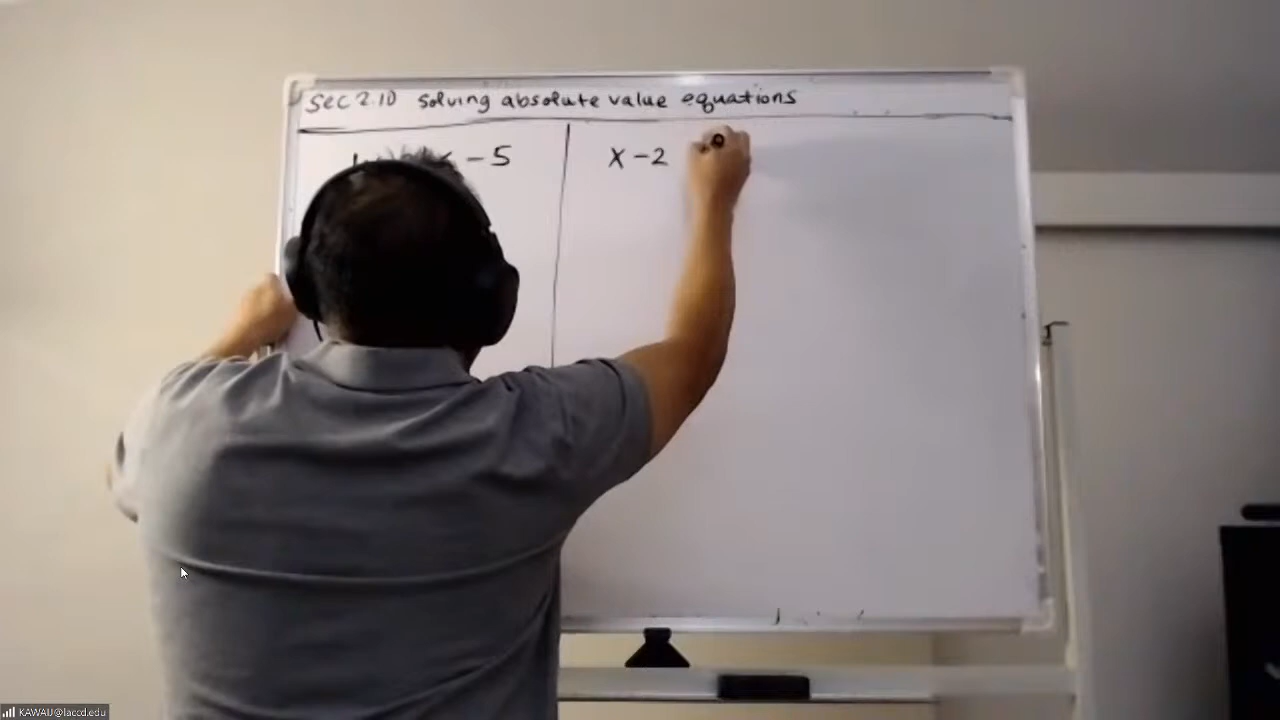 Sec 2.10 solving absolute value equations
- 5
x - 2
KAWAU@laccd.edu